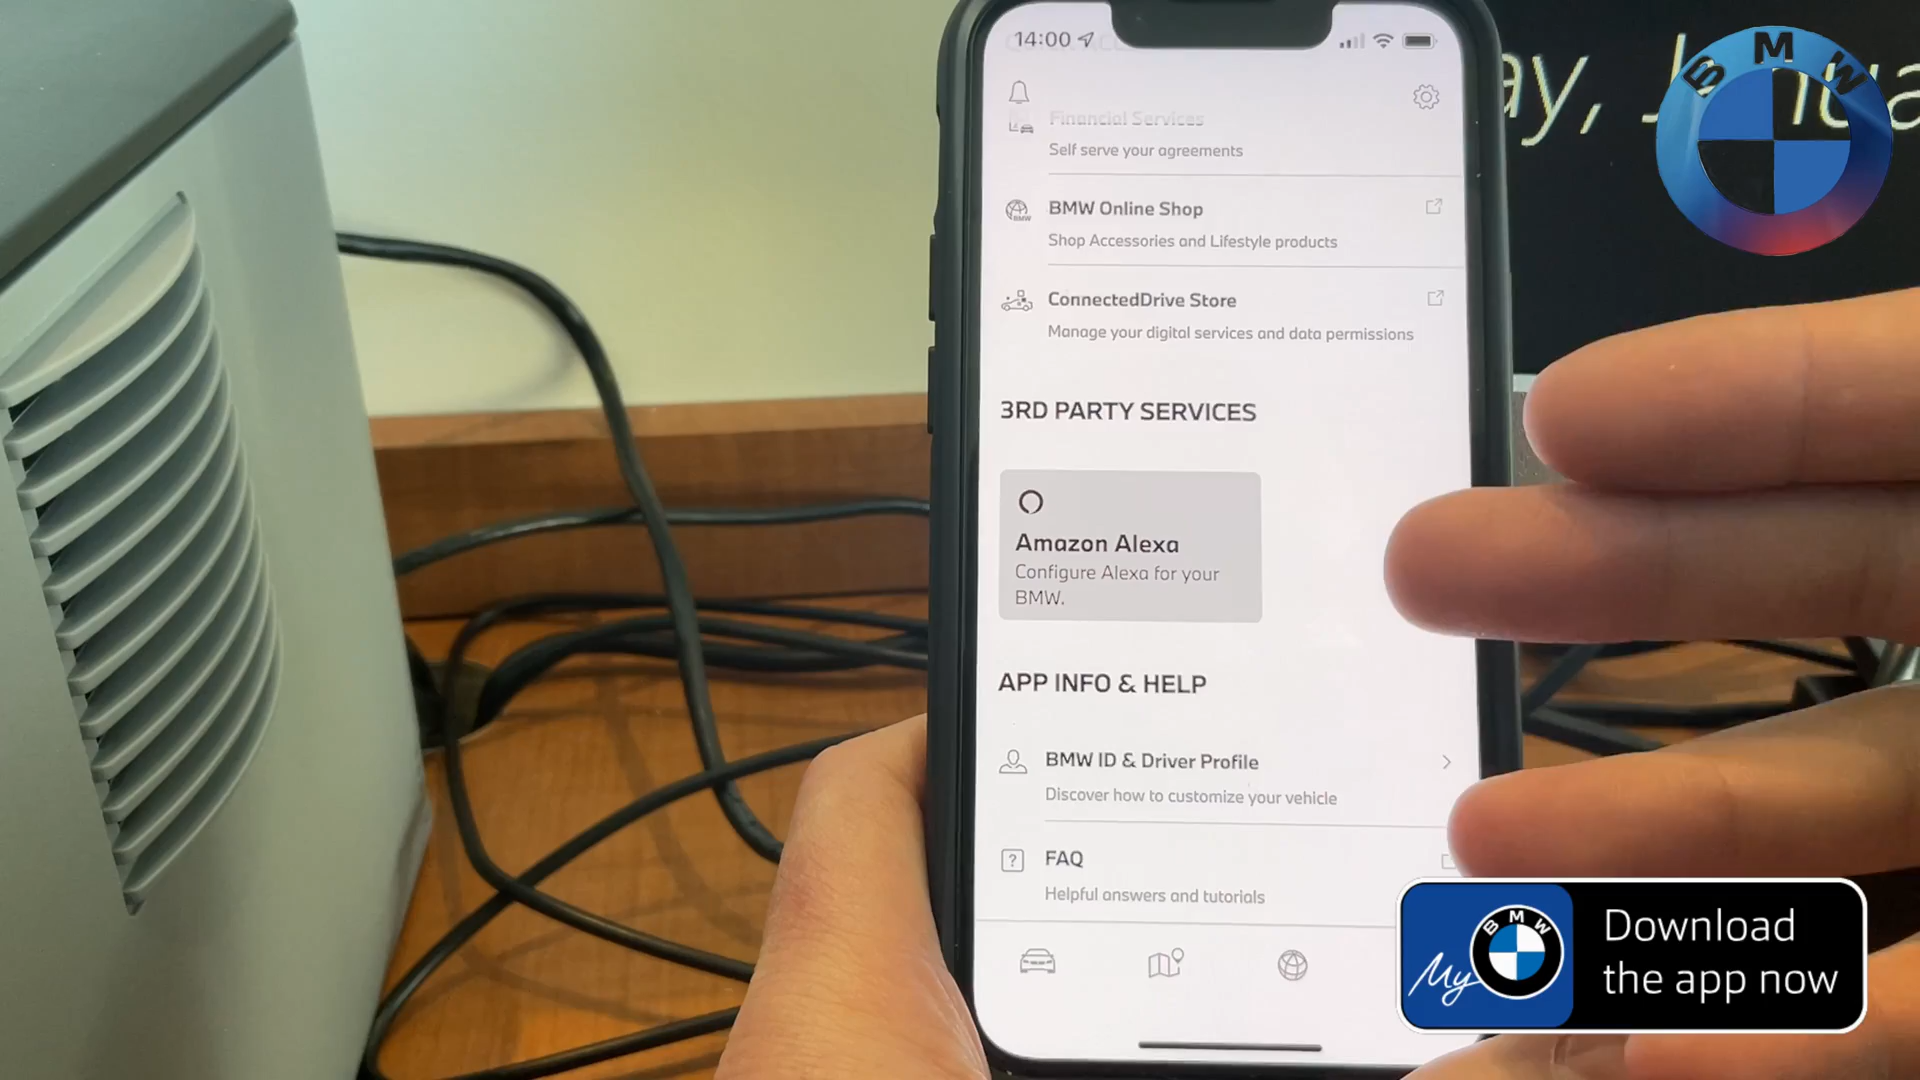 14:00
Financial Services
Self serve your agreements
BMW Online Shop
Shop Accessories and Lifestyle products
ConnectedDrive Store
Manage your digital services and data permissions
3RD PARTY SERVICES
Amazon Alexa
Configure Alexa for your
BMW.
APP INFO & HELP
BMW ID & Driver Profile
Discover how to customize your vehicle
FAQ
Helpful answers and tutorials
BMW
My
BMW
Download
the app now